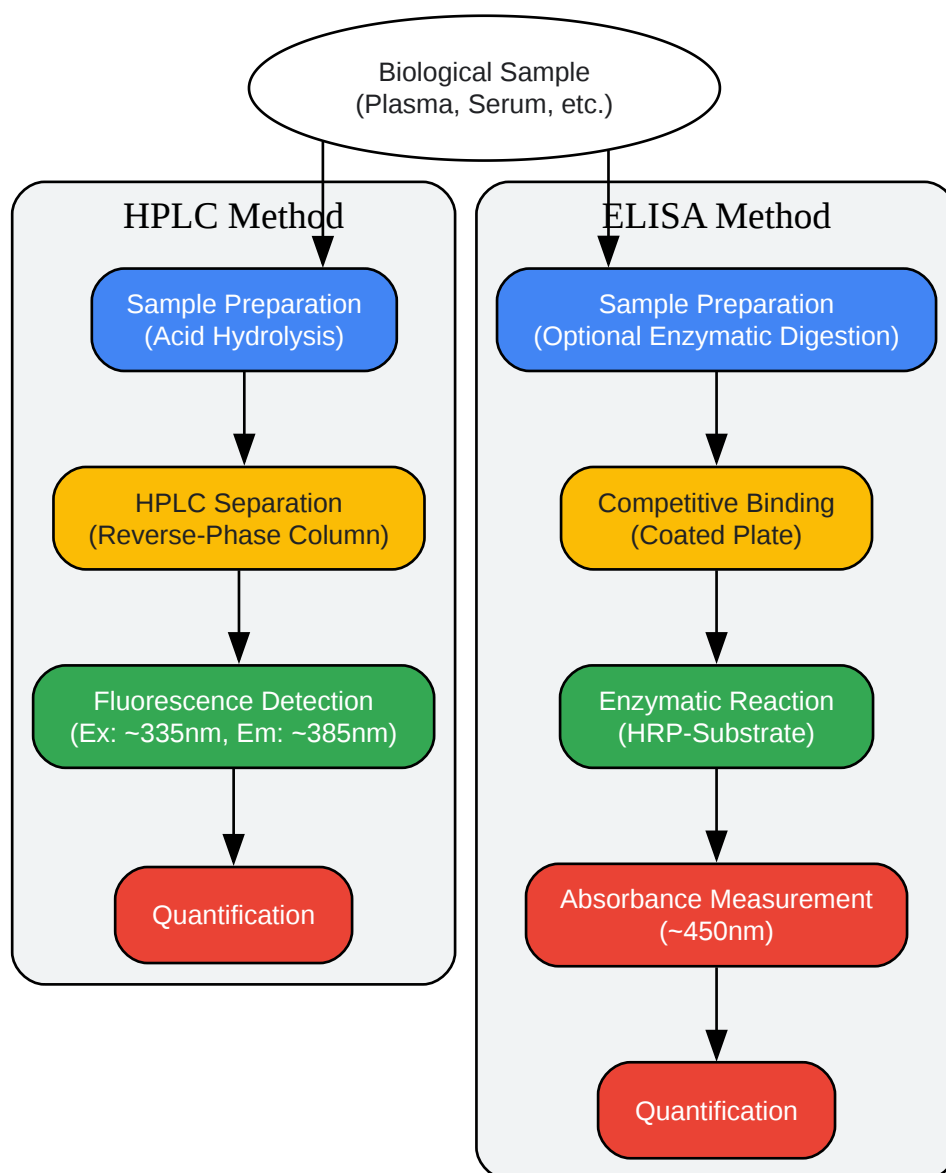 Biological Sample
(Plasma, Serum, etc.)
HPLC Method
Sample Preparation
(Acid Hydrolysis)
HPLC Separation
(Reverse-Phase Column)
Fluorescence Detection
(Ex: ~335nm, Em: ~385nm)
Quantification
ELISA Method
Sample Preparation
(Optional Enzymatic Digestion)
Competitive Binding
(Coated Plate)
Enzymatic Reaction
(HRP-Substrate)
Absorbance Measurement
(~450nm)
Quantification